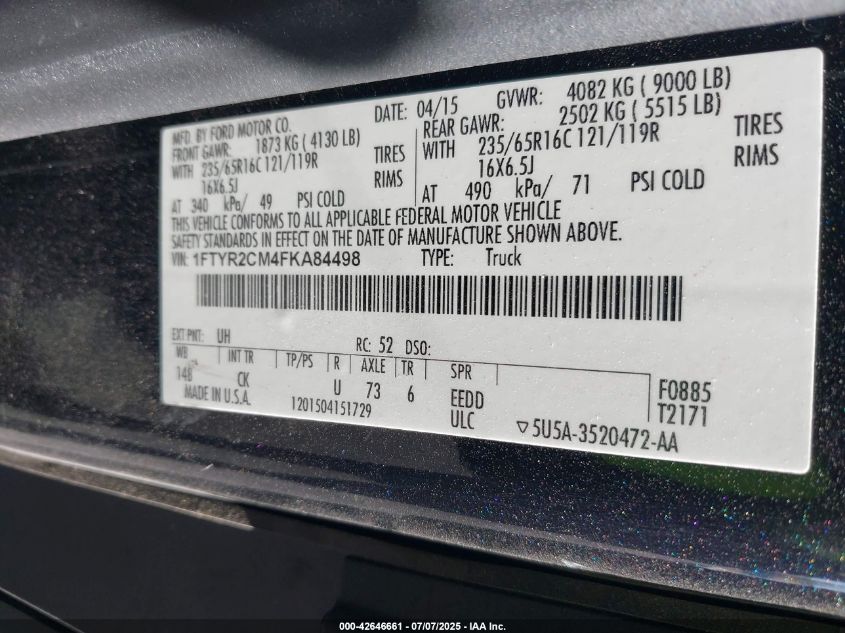 MFD. BY FORD MOTOR CO.
DATE: 04/15 GVWR: 4082 KG ( 9000 LB)
FRONT GAWR: 1873 KG ( 4130 LB) REAR GAWR: 2502 KG ( 5515 LB)
WITH 235/65R16C 121/119R TIRES WITH 235/65R16C 121/119R TIRES
16X6.5J RIMS 16X6.5J RIMS
AT 340 kPa/ 49 PSI COLD AT 490 kPa/ 71 PSI COLD
THIS VEHICLE CONFORMS TO ALL APPLICABLE FEDERAL MOTOR VEHICLE
SAFETY STANDARDS IN EFFECT ON THE DATE OF MANUFACTURE SHOWN ABOVE.
VIN: 1FTYR2CM4FKA84498 TYPE: Truck
EXT PNT: UH RC: 52 DSO:
WB INT TR TP/PS R AXLE TR SPR
148 CK U 73 6 EEDD F0885
MADE IN U.S.A. 1201504151729 ULC T2171
▽5U5A-3520472-AA
000-42646661 - 07/07/2025 - IAA Inc.